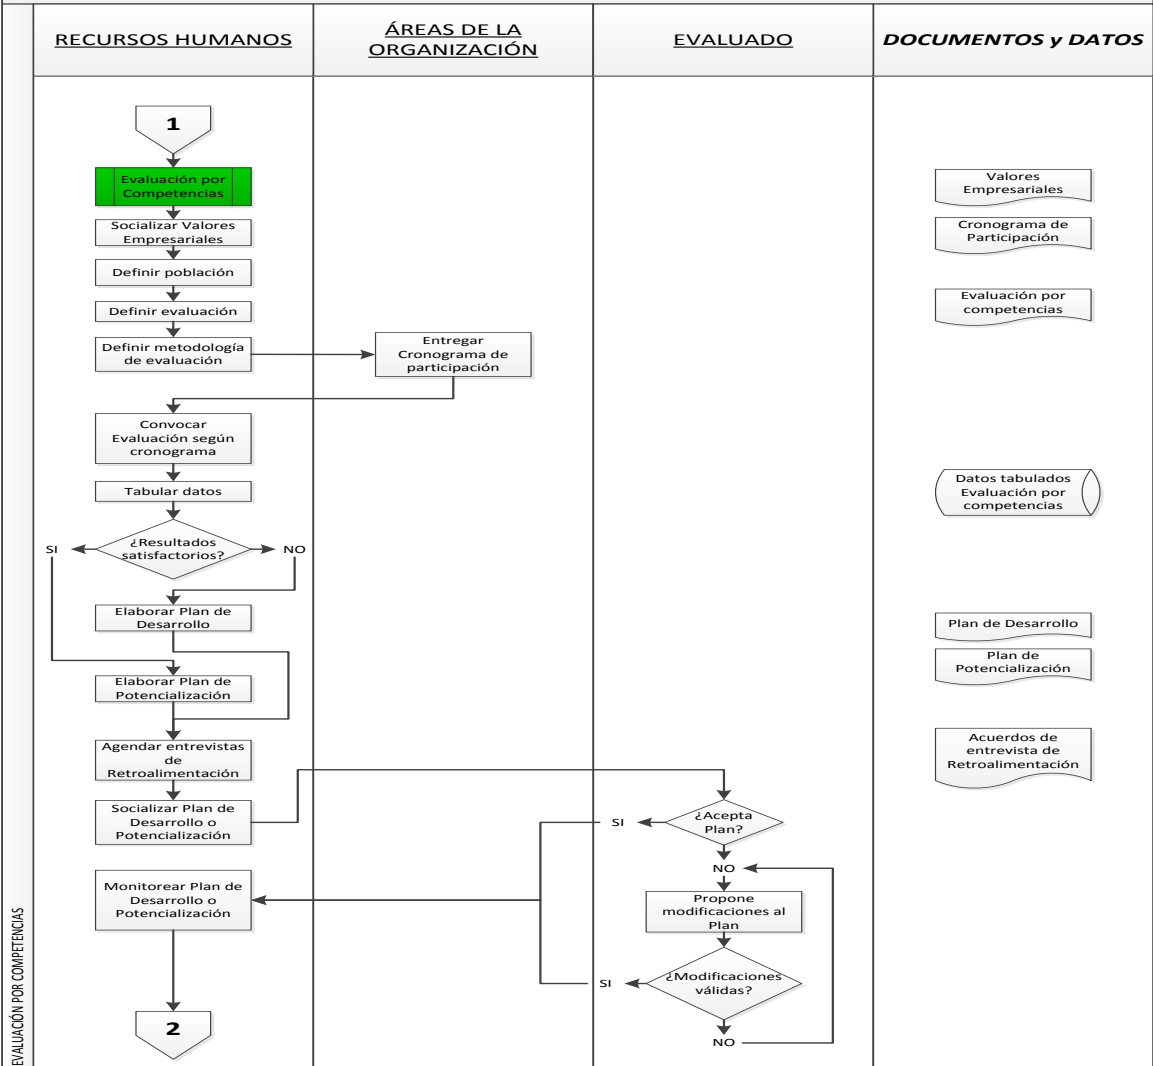 RECURSOS HUMANOS
ÁREAS DE LA
ORGANIZACIÓN
EVALUADO
DOCUMENTOS y DATOS
EVALUACIÓN POR COMPETENCIAS
1
Evaluación por
Competencias
Socializar Valores
Empresariales
Definir población
Definir evaluación
Definir metodología
de evaluación
Entregar
Cronograma de
participación
Convocar
Evaluación según
cronograma
Tabular datos
¿Resultados
satisfactorios?
SI
NO
Elaborar Plan de
Desarrollo
Elaborar Plan de
Potencialización
Agendar entrevistas
de
Retroalimentación
Socializar Plan de
Desarrollo o
Potencialización
¿Acepta
Plan?
SI
NO
Propone
modificaciones al
Plan
¿Modificaciones
válidas?
SI
NO
Monitorear Plan de
Desarrollo o
Potencialización
2
Valores
Empresariales
Cronograma de
Participación
Evaluación por
competencias
Datos tabulados
Evaluación por
competencias
Plan de Desarrollo
Plan de
Potencialización
Acuerdos de
entrevista de
Retroalimentación